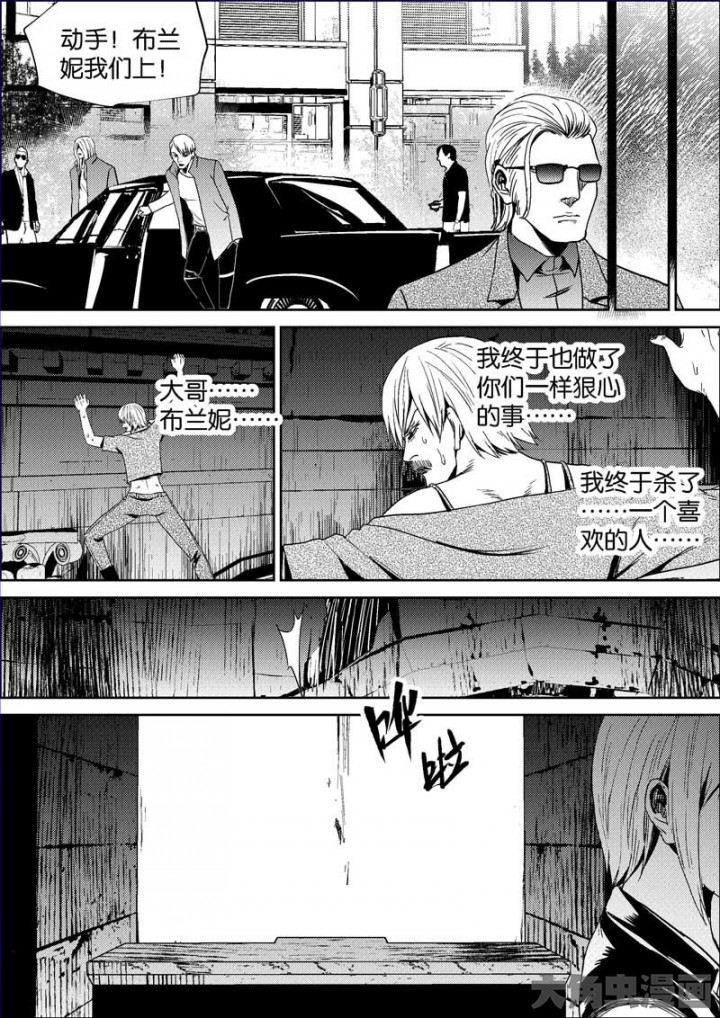 动手！布兰
妮我们上！
大哥……
布兰妮……
我终于也做了
你们一样狠心
的事……
我终于杀了
……一个喜
欢的人……
哗
啦
大角虫漫画